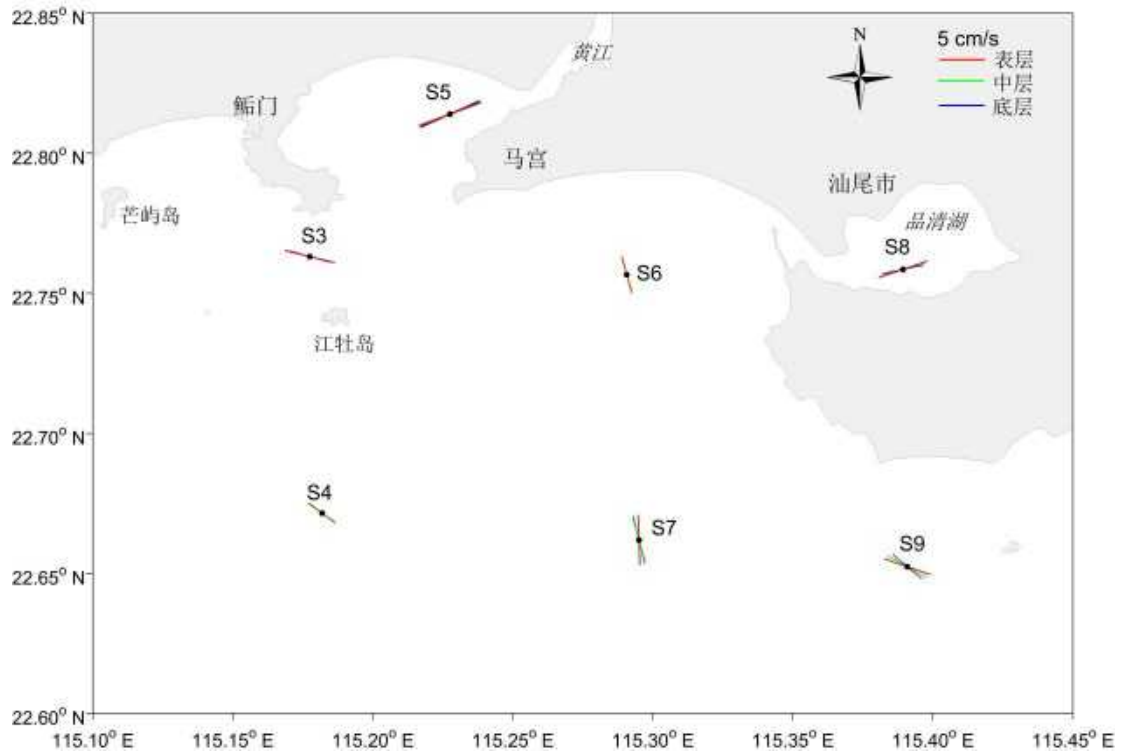 22.85° N
22.80° N
22.75° N
22.70° N
22.65° N
22.60° N
115.10° E
115.15° E
115.20° E
115.25° E
115.30° E
115.35° E
115.40° E
115.45° E
N
5 cm/s
表层
中层
底层
黄江
鲘门
S5
马宫
汕尾市
芒屿岛
品清湖
S3
S6
S8
江牡岛
S4
S7
S9